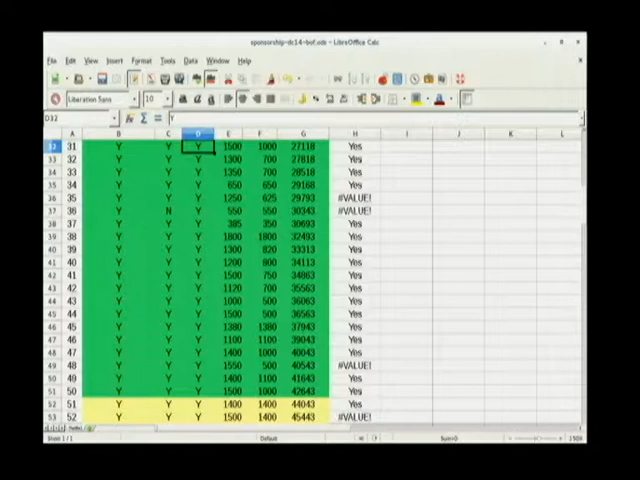 sponsorship-dc14-bof.ods - LibreOffice Calc
File Edit View Insert Format Tools Data Window Help
Liberation Sans 10
D32 Y
A B C D E F G H I J K L
32 31 Y Y Y 1500 1000 27118 Yes
33 32 Y Y Y 1300 700 27818 Yes
34 33 Y Y Y 1350 700 28518 Yes
35 34 Y Y Y 650 650 29168 Yes
36 35 Y Y Y 1250 625 29793 #VALUE!
37 36 Y N Y 550 550 30343 #VALUE!
38 37 Y Y Y 385 350 30693 Yes
39 38 Y Y Y 1800 1800 32493 Yes
40 39 Y Y Y 1300 820 33313 Yes
41 40 Y Y Y 1200 800 34113 Yes
42 41 Y Y Y 1500 750 34863 Yes
43 42 Y Y Y 1120 700 35563 Yes
44 43 Y Y Y 1000 500 36063 Yes
45 44 Y Y Y 1500 500 36563 Yes
46 45 Y Y Y 1380 1380 37943 Yes
47 46 Y Y Y 1100 1100 39043 Yes
48 47 Y Y Y 1400 1000 40043 Yes
49 48 Y Y Y 1550 500 40543 #VALUE!
50 49 Y Y Y 1400 1100 41643 Yes
51 50 Y Y Y 1500 1000 42643 Yes
52 51 Y Y Y 1400 1400 44043 Yes
53 52 Y Y Y 1500 1400 45443 #VALUE!
Sheet 1 / 1 Default Sum=0 150%